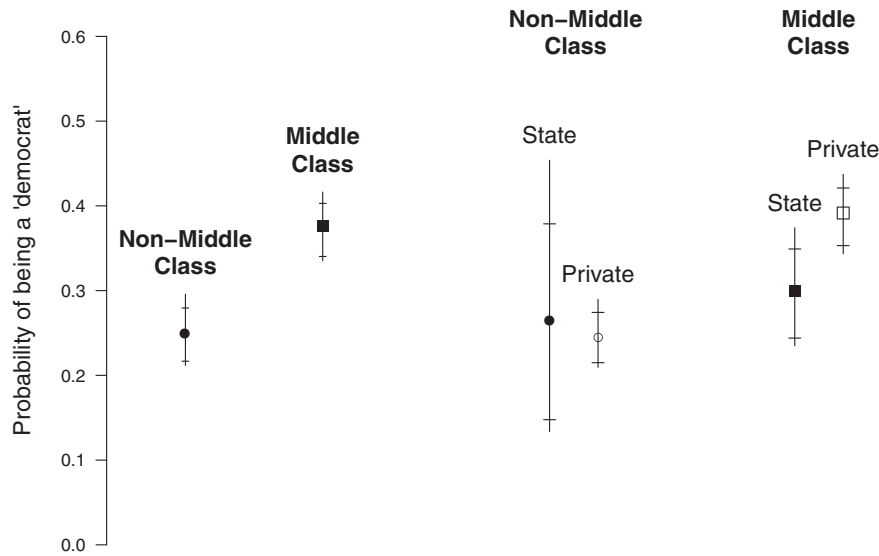 Non−Middle
Class
Middle
Class
0.6
0.5
0.4
0.3
0.2
0.1
0.0
Probability of being a 'democrat'
Middle
Class
Non−Middle
Class
State
Private
Private
State